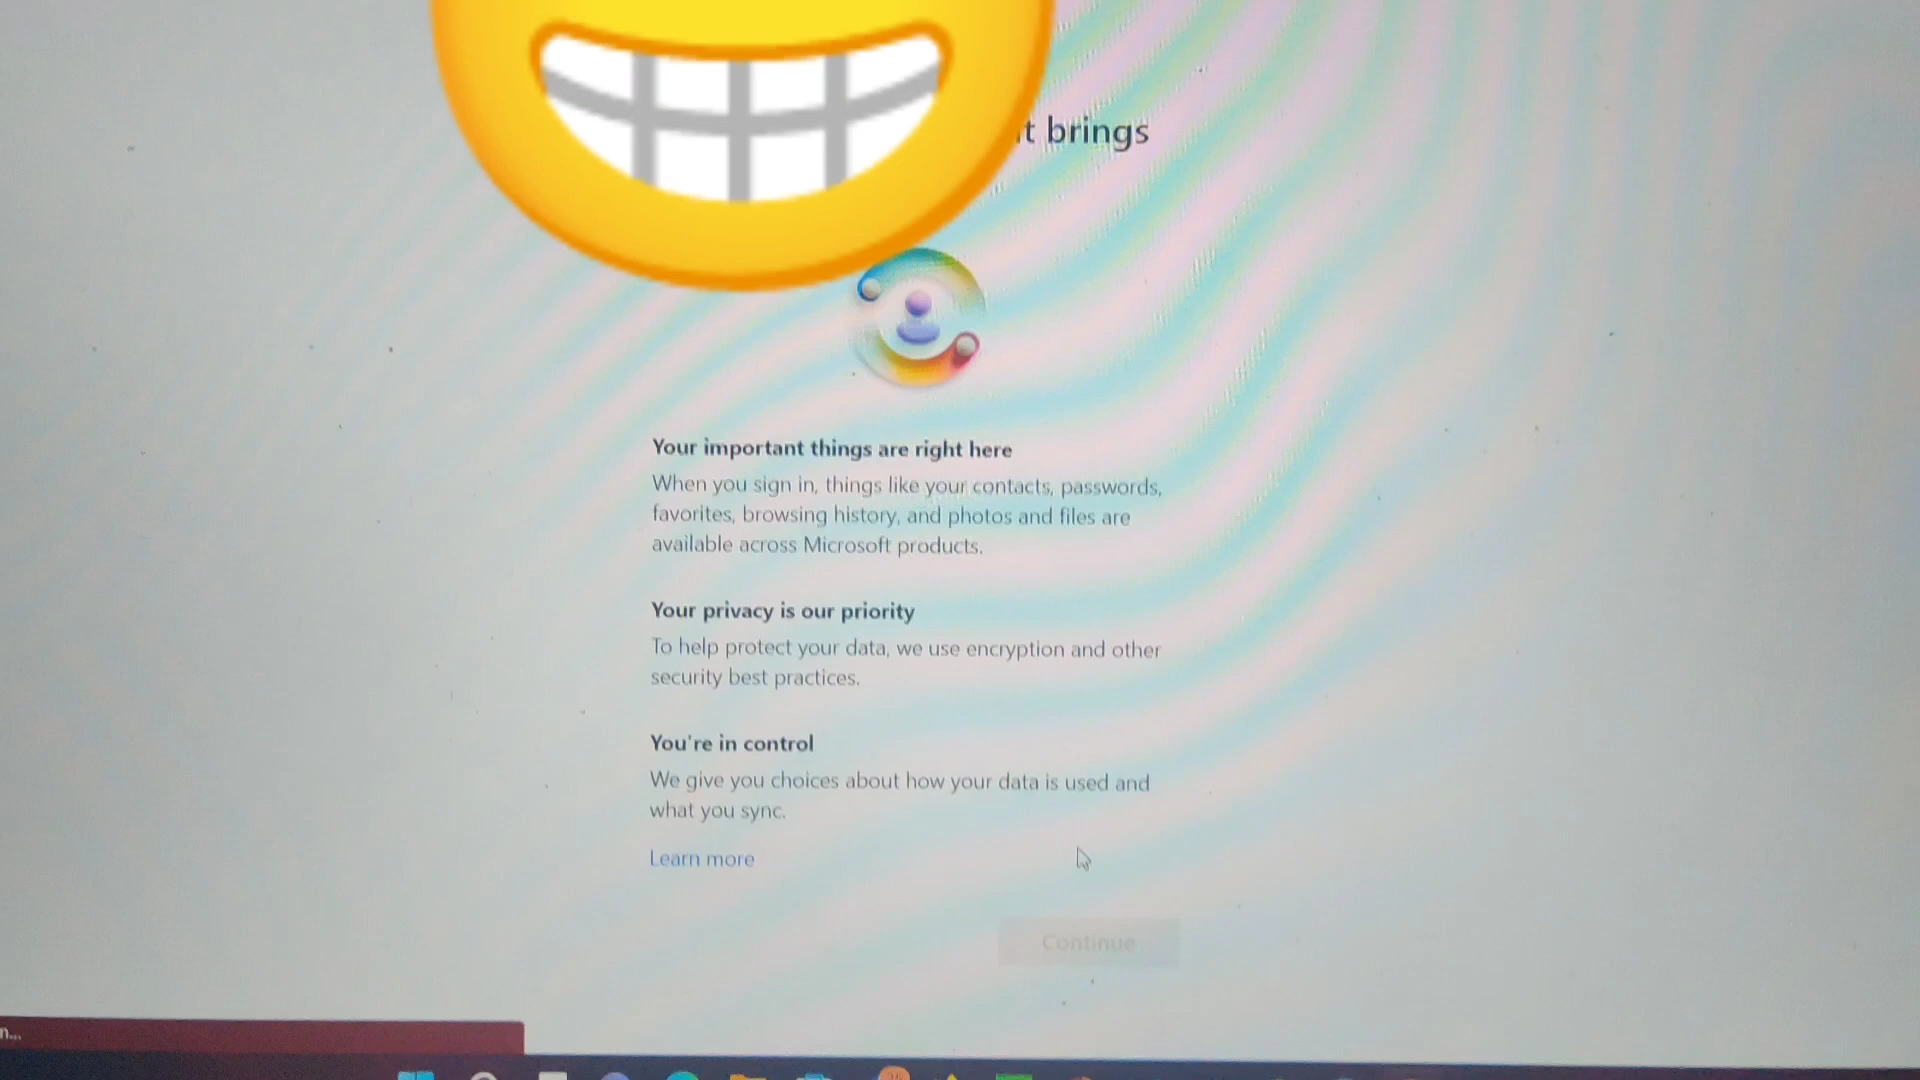 brings
Your important things are right here
When you sign in, things like your contacts, passwords,
favorites, browsing history, and photos and files are
available across Microsoft products.
Your privacy is our priority
To help protect your data, we use encryption and other
security best practices.
You're in control
We give you choices about how your data is used and
what you sync.
Learn more
Continue